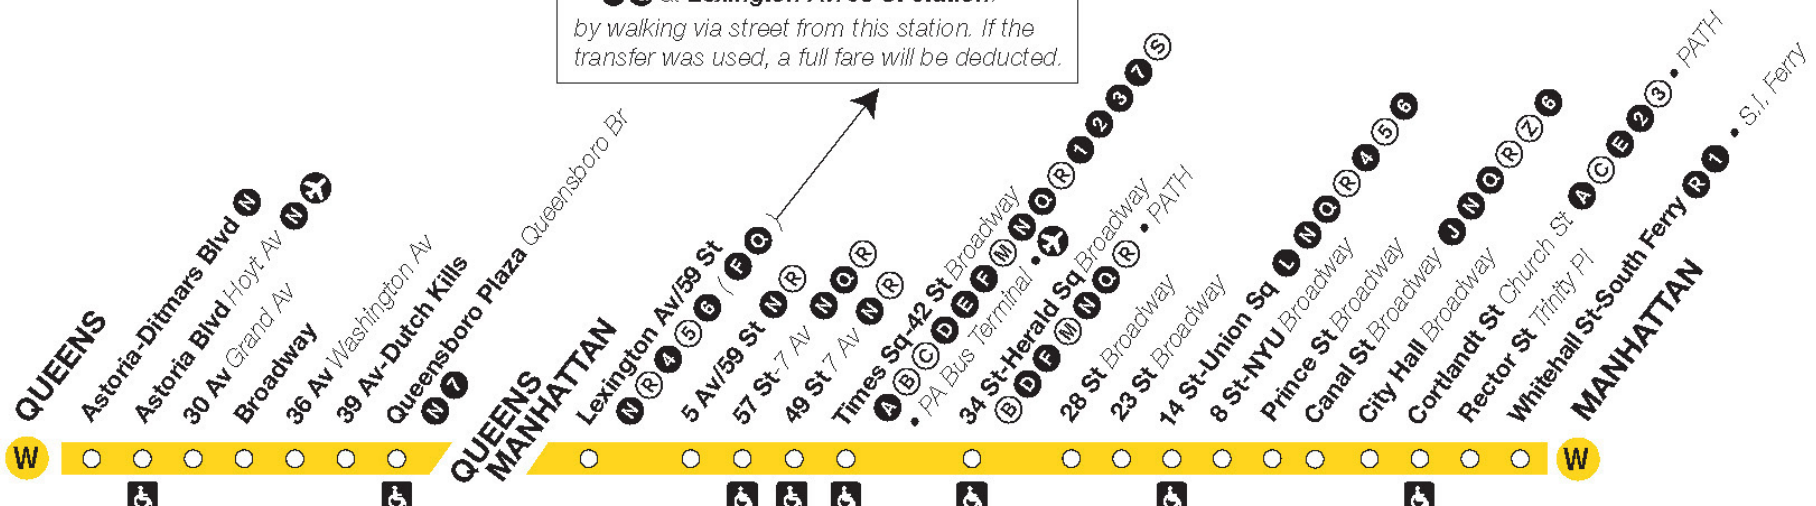 by walking via street from this station. If the
transfer was used, a full fare will be deducted.
W
QUEENS
Astoria-Ditmars Blvd N
Astoria Blvd Hoyt Av N
30 Av Grand Av
Broadway
36 Av Washington Av
39 Av-Dutch Kills
Queensboro Plaza Queensboro Br
N 7
QUEENS
MANHATTAN
Lexington Av/59 St
N R 4 5 6 ( F Q )
5 Av/59 St N R
57 St-7 Av N Q R
49 St 7 Av N R
Times Sq-42 St Broadway
A B C D E F M N Q R 1 2 3 7 S
• PA Bus Terminal •
34 St-Herald Sq Broadway
B D F M N Q R • PATH
28 St Broadway
23 St Broadway
14 St-Union Sq L N Q R 4 5 6
8 St-NYU Broadway
Prince St Broadway
Canal St Broadway J N Q R Z 6
City Hall Broadway
Cortlandt St Church St A C E 2 3 • PATH
Rector St Trinity Pl
Whitehall St-South Ferry R 1 • S.I. Ferry
MANHATTAN
W